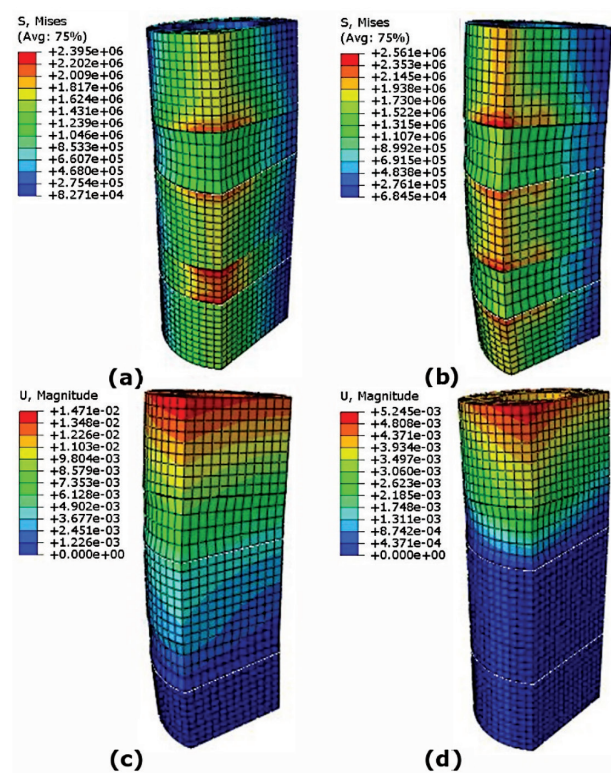 S, Mises
(Avg: 75%)
+2.395e+06
+2.202e+06
+2.009e+06
+1.817e+06
+1.624e+06
+1.431e+06
+1.239e+06
+1.046e+06
+8.533e+05
+6.607e+05
+4.680e+05
+2.754e+05
+8.271e+04
(a)
S, Mises
(Avg: 75%)
+2.561e+06
+2.353e+06
+2.145e+06
+1.938e+06
+1.730e+06
+1.522e+06
+1.315e+06
+1.107e+06
+8.992e+05
+6.915e+05
+4.838e+05
+2.761e+05
+6.845e+04
(b)
U, Magnitude
+1.471e-02
+1.348e-02
+1.226e-02
+1.103e-02
+9.804e-03
+8.579e-03
+7.353e-03
+6.128e-03
+4.902e-03
+3.677e-03
+2.451e-03
+1.226e-03
+0.000e+00
(c)
U, Magnitude
+5.245e-03
+4.808e-03
+4.371e-03
+3.934e-03
+3.497e-03
+3.060e-03
+2.623e-03
+2.185e-03
+1.748e-03
+1.311e-03
+8.742e-04
+4.371e-04
+0.000e+00
(d)